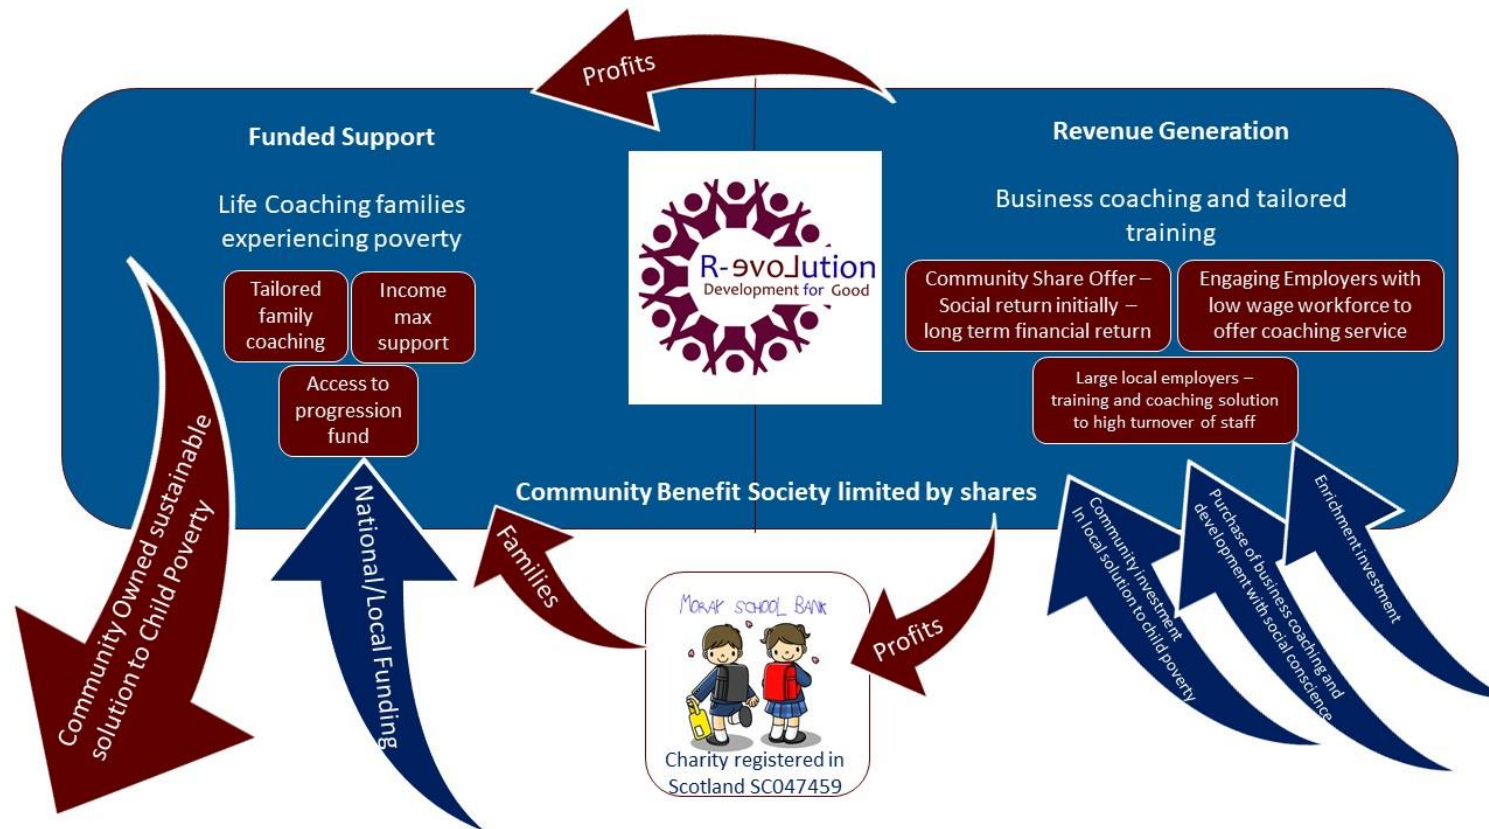 Profits
Funded Support
Life Coaching families
experiencing poverty
Tailored
family
coaching
Income
max
support
Access to
progression
fund
R-evoLution
Development for Good
Revenue Generation
Business coaching and tailored
training
Community Share Offer –
Social return initially –
long term financial return
Engaging Employers with
low wage workforce to
offer coaching service
Large local employers –
training and coaching solution
to high turnover of staff
Community Benefit Society limited by shares
Community Owned sustainable
solution to Child Poverty
National/Local Funding
Families
MORAY SCHOOL BANK
Charity registered in
Scotland SC047459
Profits
Community investment
In local solution to child poverty
Purchase of business coaching and
development with social conscience
Enrichment investment